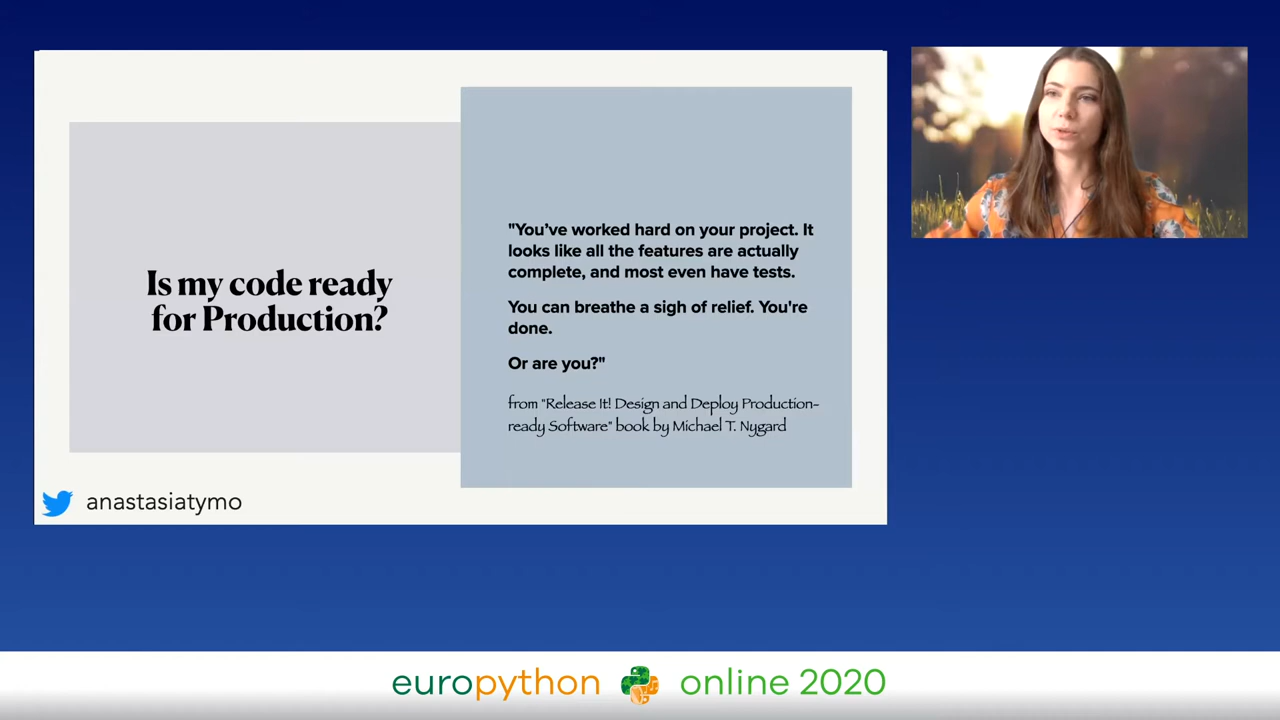 Is my code ready
for Production?
"You've worked hard on your project. It
looks like all the features are actually
complete, and most even have tests.
You can breathe a sigh of relief. You're
done.
Or are you?"
from "Release It! Design and Deploy Production-
ready Software" book by Michael T. Nygard
anastasiatymo
europython online 2020